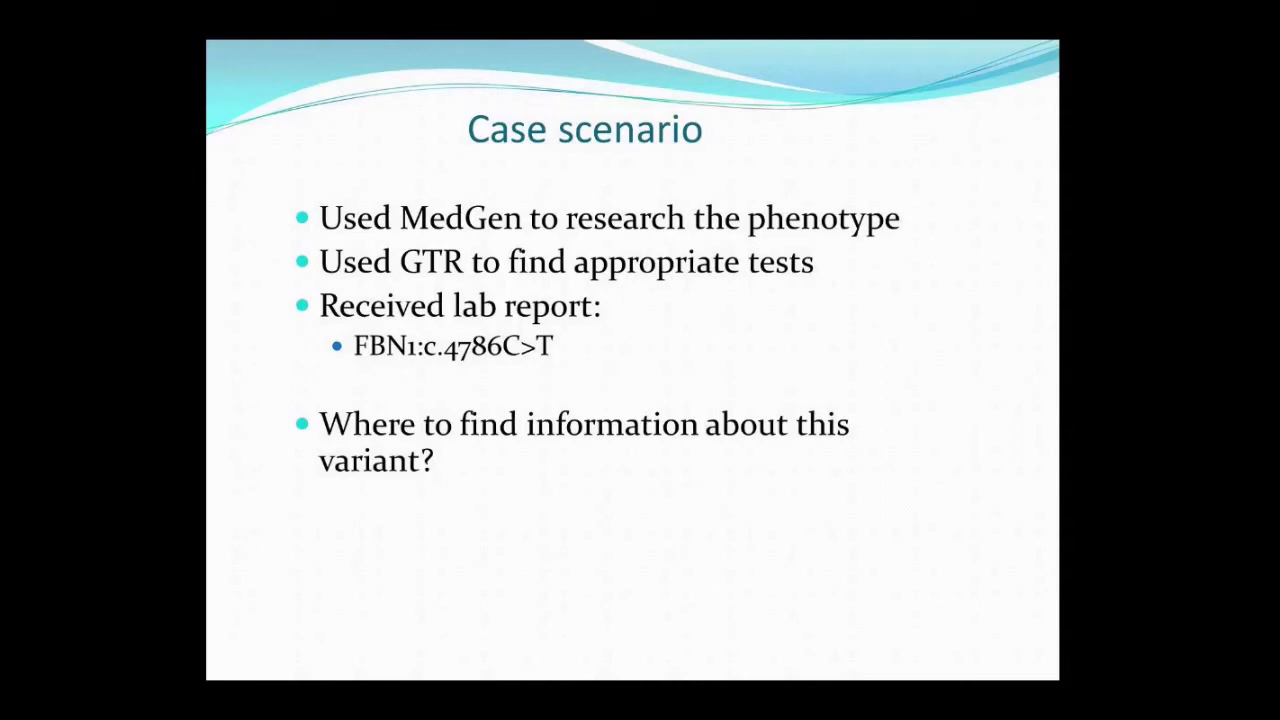 Case scenario
Used MedGen to research the phenotype
Used GTR to find appropriate tests
Received lab report:
FBN1:c.4786C>T
Where to find information about this
variant?